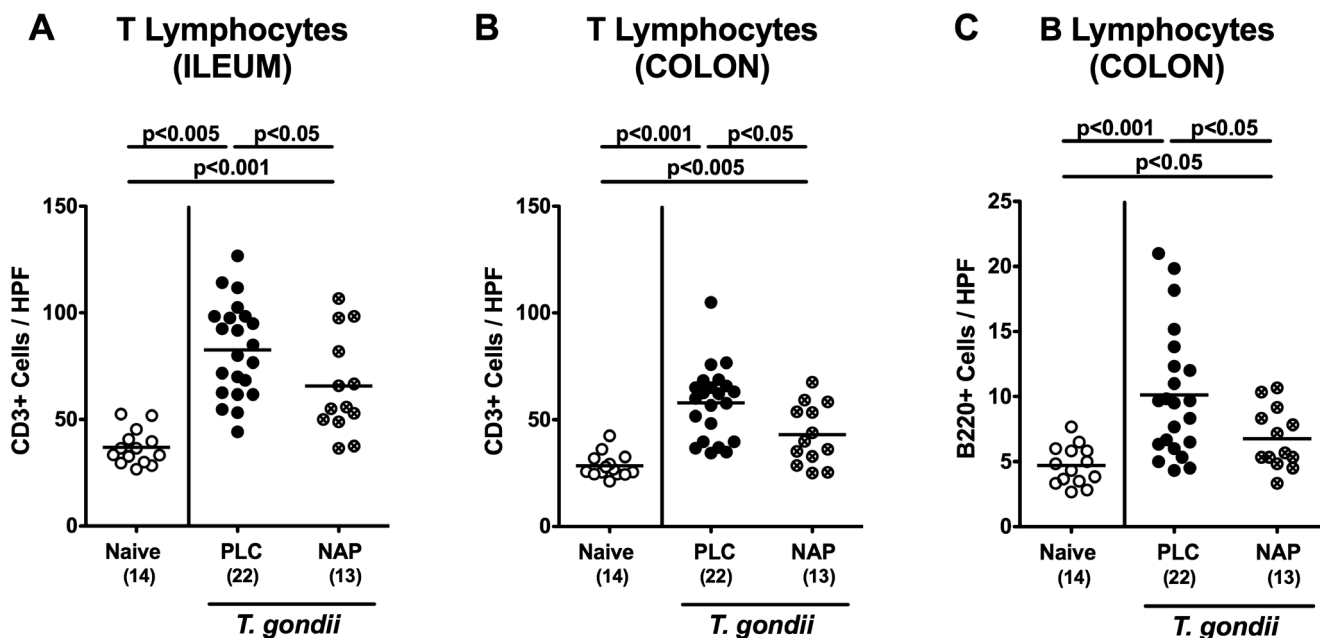 A
T Lymphocytes
(ILEUM)
p<0.005
p<0.05
p<0.001
150
100
50
0
CD3+ Cells / HPF
Naive
(14)
PLC
(22)
NAP
(13)
T. gondii
B
T Lymphocytes
(COLON)
p<0.001
p<0.05
p<0.005
150
100
50
0
CD3+ Cells / HPF
Naive
(14)
PLC
(22)
NAP
(13)
T. gondii
C
B Lymphocytes
(COLON)
p<0.001
p<0.05
p<0.05
25
20
15
10
5
0
B220+ Cells / HPF
Naive
(14)
PLC
(22)
NAP
(13)
T. gondii